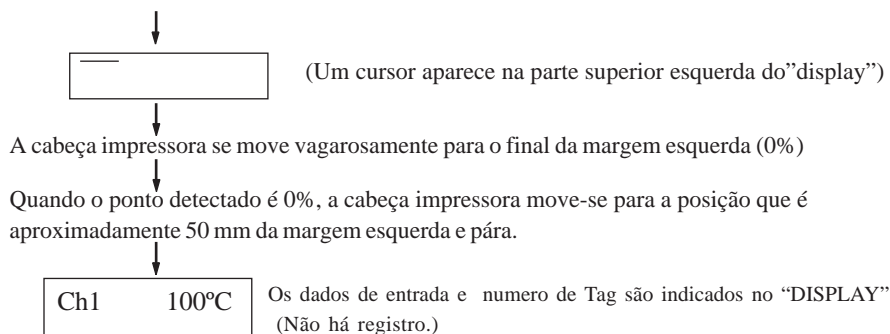 (Um cursor aparece na parte superior esquerda do”display”)
A cabeça impressora se move vagarosamente para o final da margem esquerda (0%)
Quando o ponto detectado é 0%, a cabeça impressora move-se para a posição que é
aproximadamente 50 mm da margem esquerda e pára.
Ch1 100ºC Os dados de entrada e numero de Tag são indicados no “DISPLAY”
(Não há registro.)